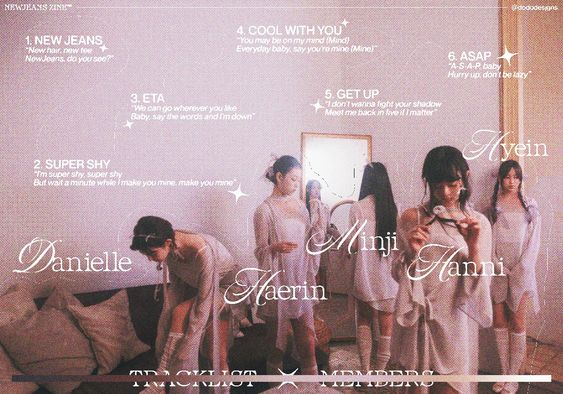 NEWJEANS ZINE™
@dododesigns
1. NEW JEANS
"New hair, new tee
NewJeans, do you see?"
4. COOL WITH YOU
"You may be on my mind (Mind)
Everyday baby, say you're mine (Mine)"
6. ASAP
"A-S-A-P, baby
Hurry up, don't be lazy"
3. ETA
"We can go wherever you like
Baby, say the words and I'm down"
5. GET UP
"I don't wanna fight your shadow
Meet me back in five if I matter"
2. SUPER SHY
"I'm super shy, super shy
But wait a minute while I make you mine, make you mine"
Hyein
Minji
Danielle
Hanni
Haerin
TRACKLIST MEMBERS